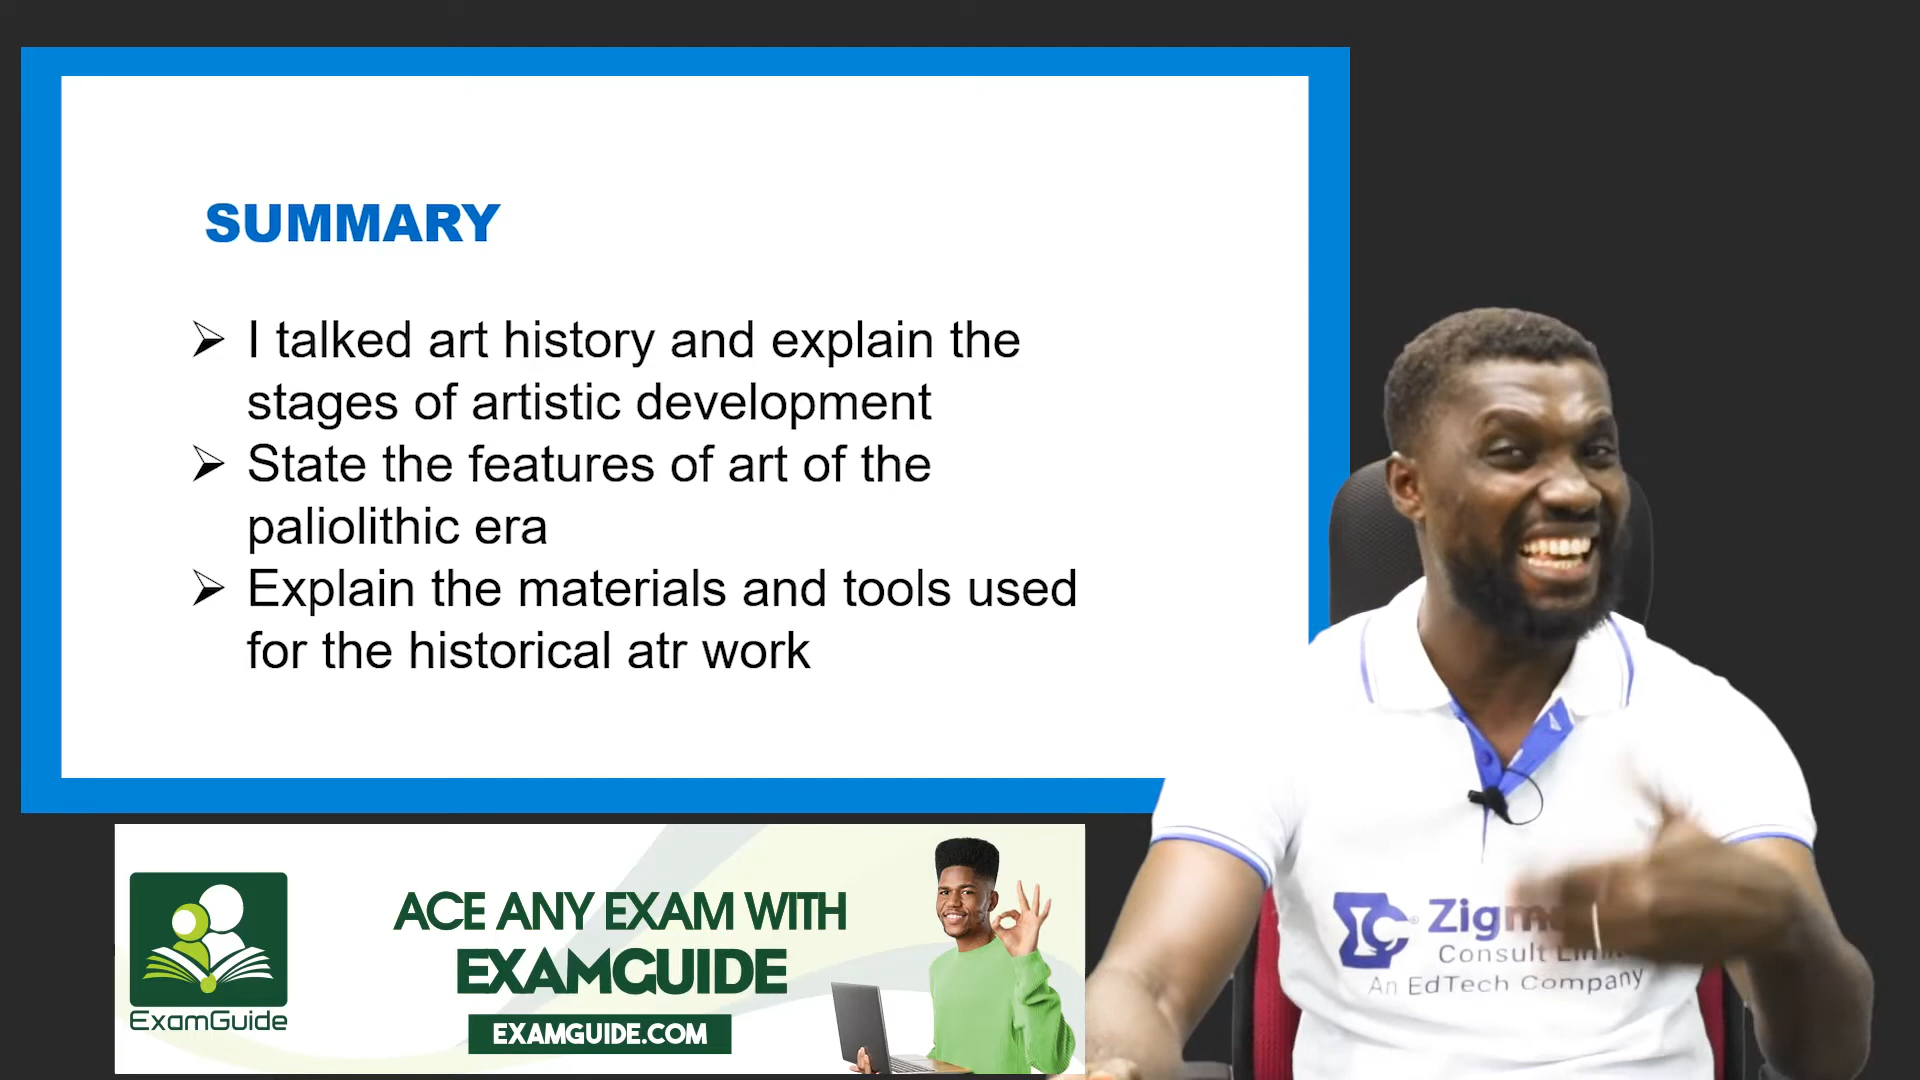 SUMMARY
➢ I talked art history and explain the
stages of artistic development
➢ State the features of art of the
paliolithic era
➢ Explain the materials and tools used
for the historical atr work
ExamGuide
ACE ANY EXAM WITH
EXAMGUIDE
EXAMGUIDE.COM
Consult
An EdTech Company